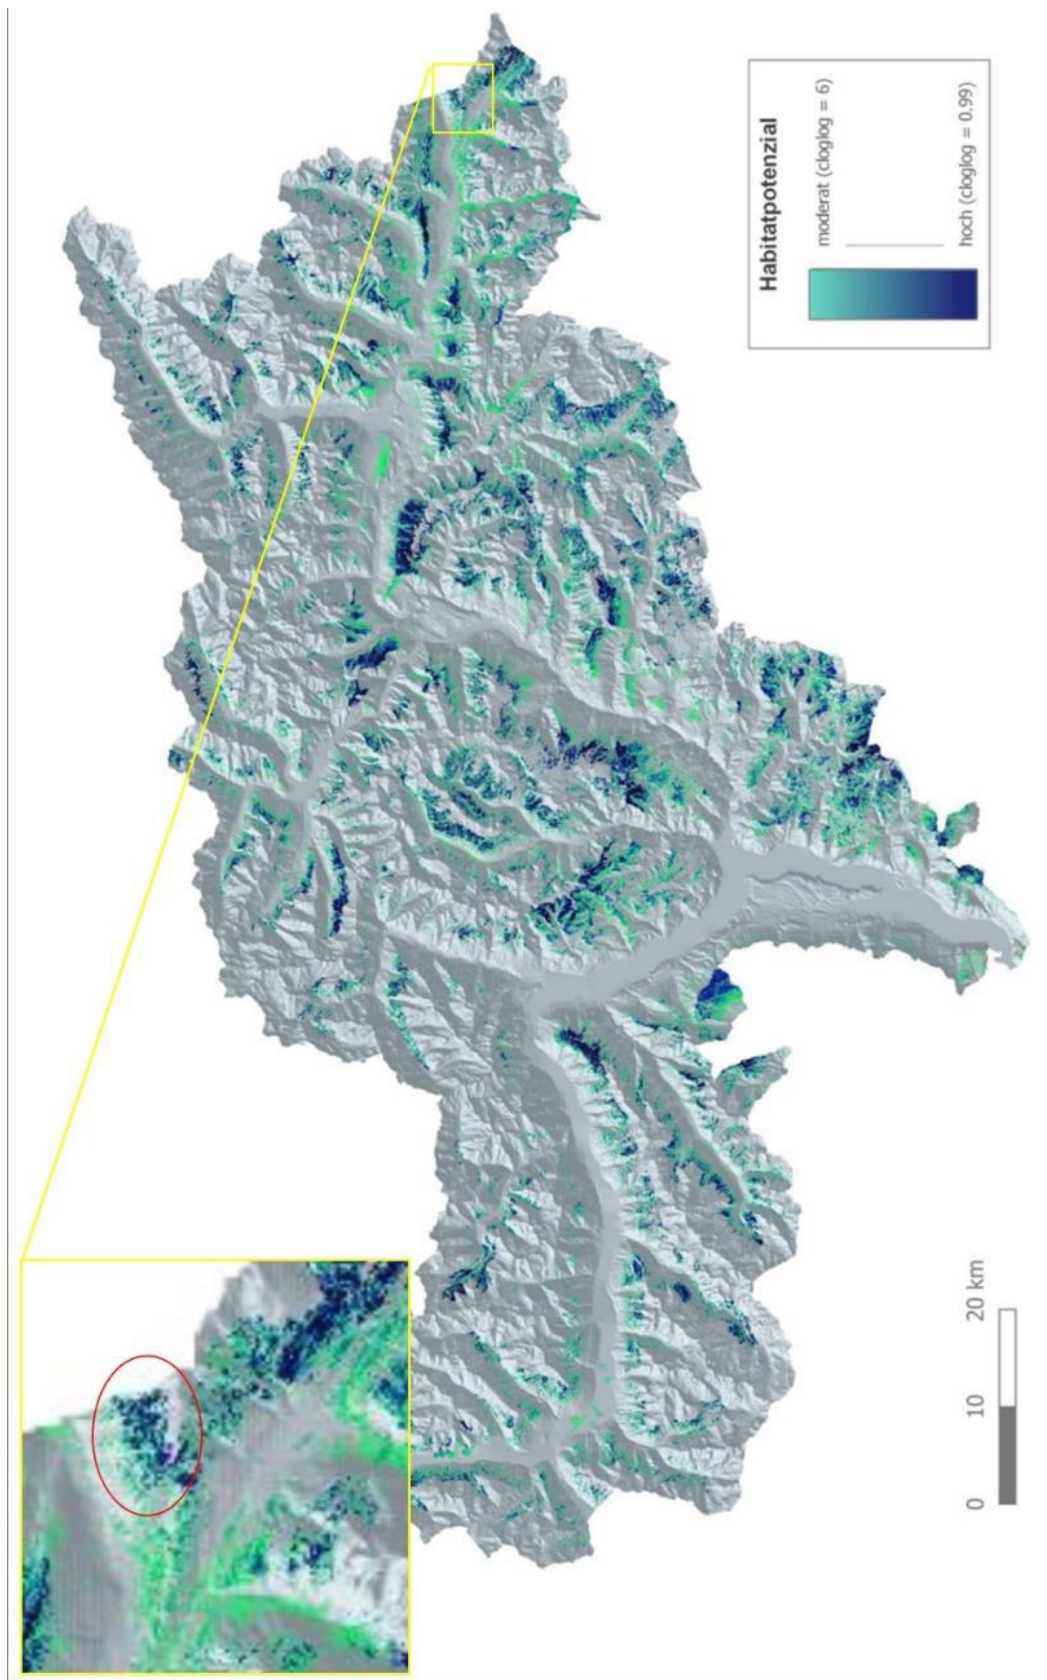 Habitatpotenzial
moderat (cloglog = 6)
hoch (cloglog = 0.99)
0 10 20 km